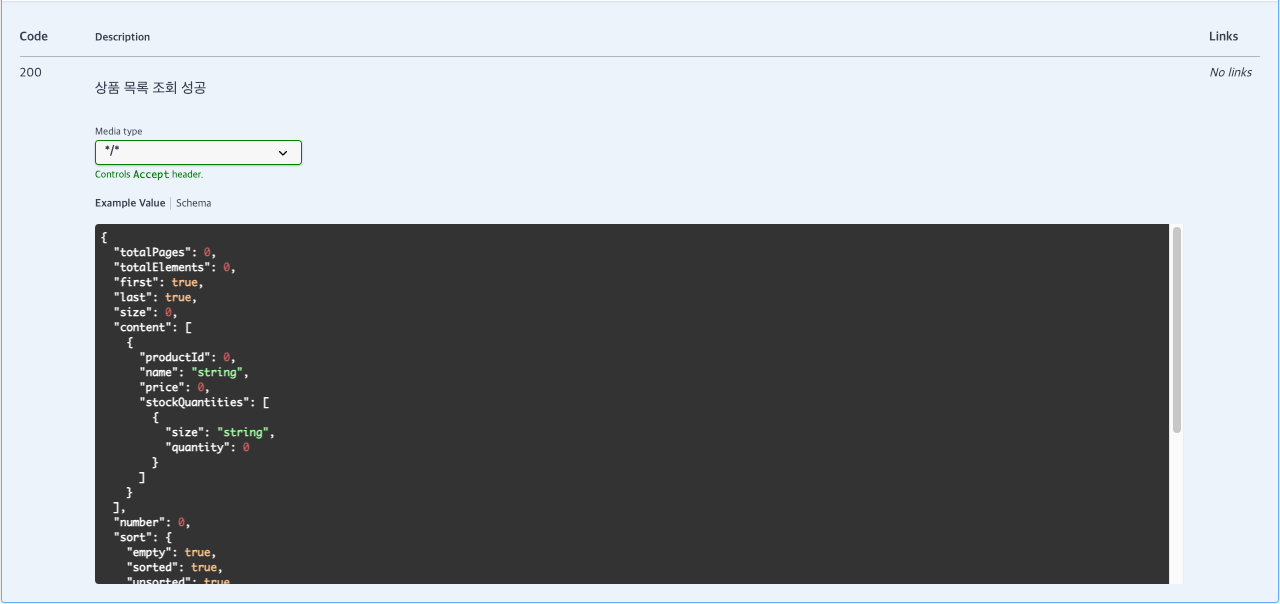 Code Description Links
200 상품 목록 조회 성공 No links
Media type
*/*
Controls Accept header.
Example Value Schema
{
  "totalPages": 0,
  "totalElements": 0,
  "first": true,
  "last": true,
  "size": 0,
  "content": [
    {
      "productId": 0,
      "name": "string",
      "price": 0,
      "stockQuantities": [
        {
          "size": "string",
          "quantity": 0
        }
      ]
    }
  ],
  "number": 0,
  "sort": {
    "empty": true,
    "sorted": true,
    "unsorted": true